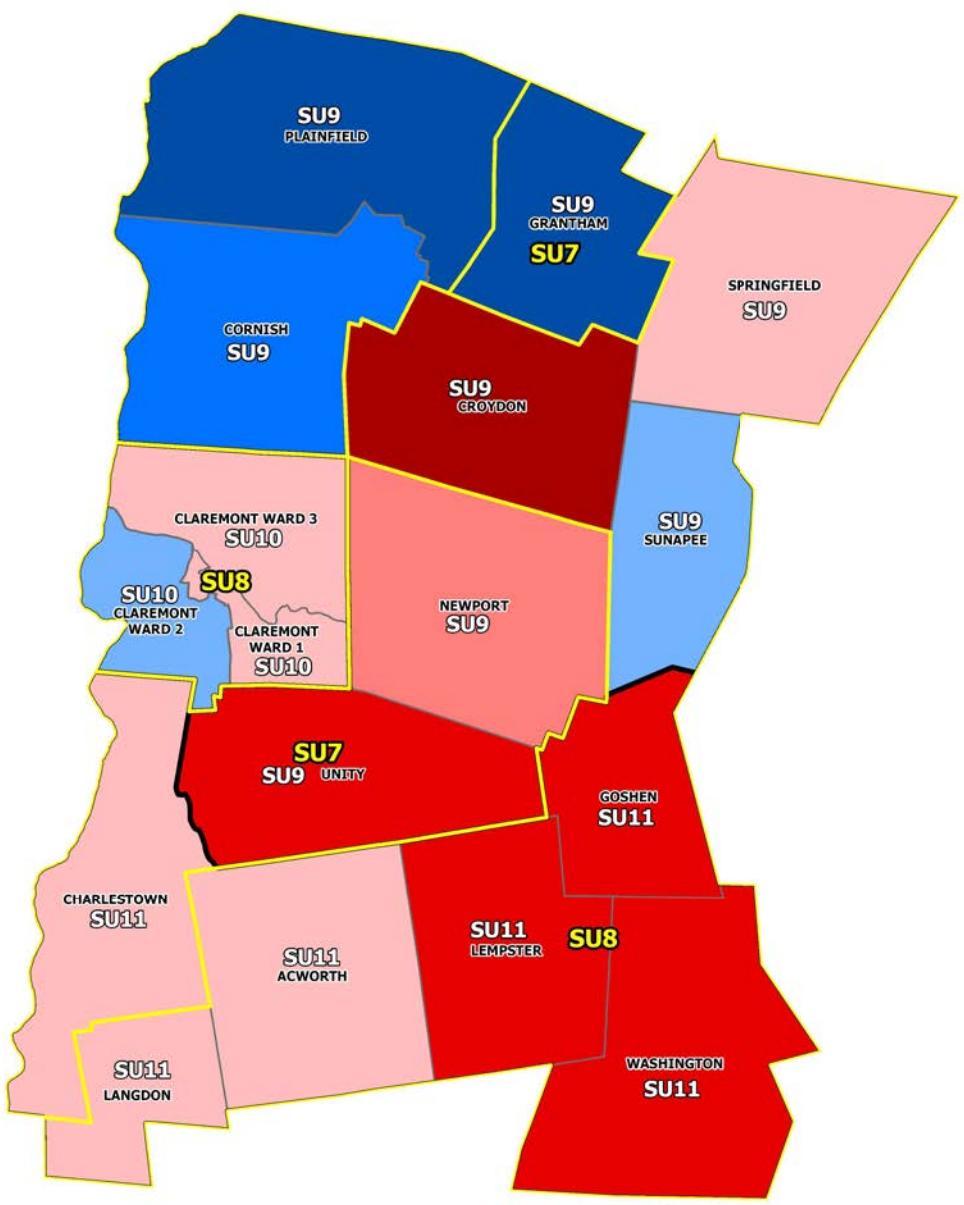 SU9
PLAINFIELD
SU9
GRANTHAM
SU7
SPRINGFIELD
SU9
CORNISH
SU9
SU9
CROYDON
CLAREMONT WARD 3
SU10
SU9
SUNAPEE
SU8
SU10
CLAREMONT
WARD 2
NEWPORT
SU9
CLAREMONT
WARD 1
SU10
SU7
SU9 UNITY
GOSHEN
SU11
CHARLESTOWN
SU11
SU11
ACWORTH
SU11
LEMPSTER
SU8
SU11
LANGDON
WASHINGTON
SU11